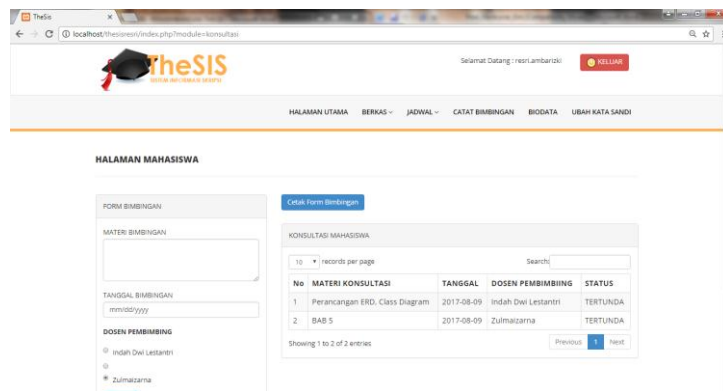 TheSis
localhost/thesisresri/index.php?module=konsultasi
TheSIS
Selamat Datang : resri.ambarizki
KELUAR
HALAMAN UTAMA BERKAS JADWAL CATAT BIMBINGAN BIODATA UBAH KATA SANDI
HALAMAN MAHASISWA
FORM BIMBINGAN
MATERI BIMBINGAN
TANGGAL BIMBINGAN
mm/dd/yyyy
DOSEN PEMBIMBING
Indah Dwi Lestantri
Zulmaizarna
Cetak Form Bimbingan
KONSULTASI MAHASISWA
10 records per page Search:
No MATERI KONSULTASI TANGGAL DOSEN PEMBIMBIING STATUS
1 Perancangan ERD, Class Diagram 2017-08-09 Indah Dwi Lestantri TERTUNDA
2 BAB 5 2017-08-09 Zulmaizarna TERTUNDA
Showing 1 to 2 of 2 entries
Previous 1 Next